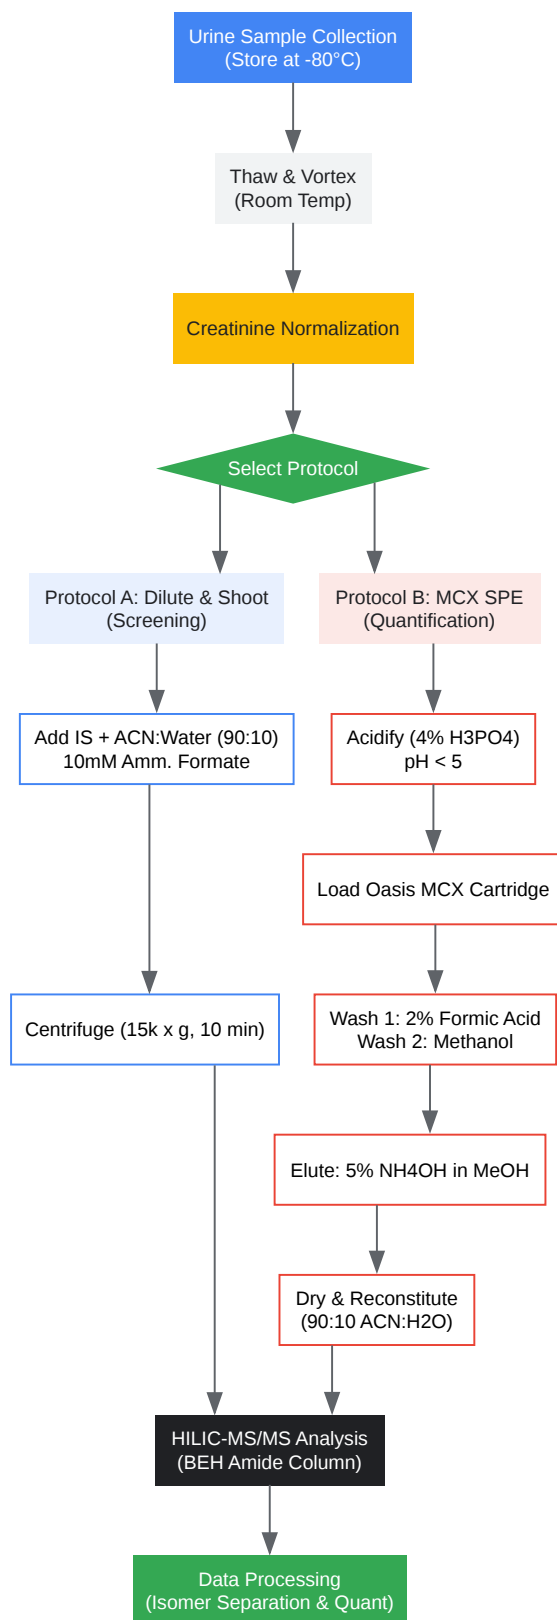 Urine Sample Collection
(Store at -80°C)
Thaw & Vortex
(Room Temp)
Creatinine Normalization
Select Protocol
Protocol A: Dilute & Shoot
(Screening)
Protocol B: MCX SPE
(Quantification)
Add IS + ACN:Water (90:10)
10mM Amm. Formate
Acidify (4% H3PO4)
pH < 5
Load Oasis MCX Cartridge
Centrifuge (15k x g, 10 min)
Wash 1: 2% Formic Acid
Wash 2: Methanol
Elute: 5% NH4OH in MeOH
Dry & Reconstitute
(90:10 ACN:H2O)
HILIC-MS/MS Analysis
(BEH Amide Column)
Data Processing
(Isomer Separation & Quant)